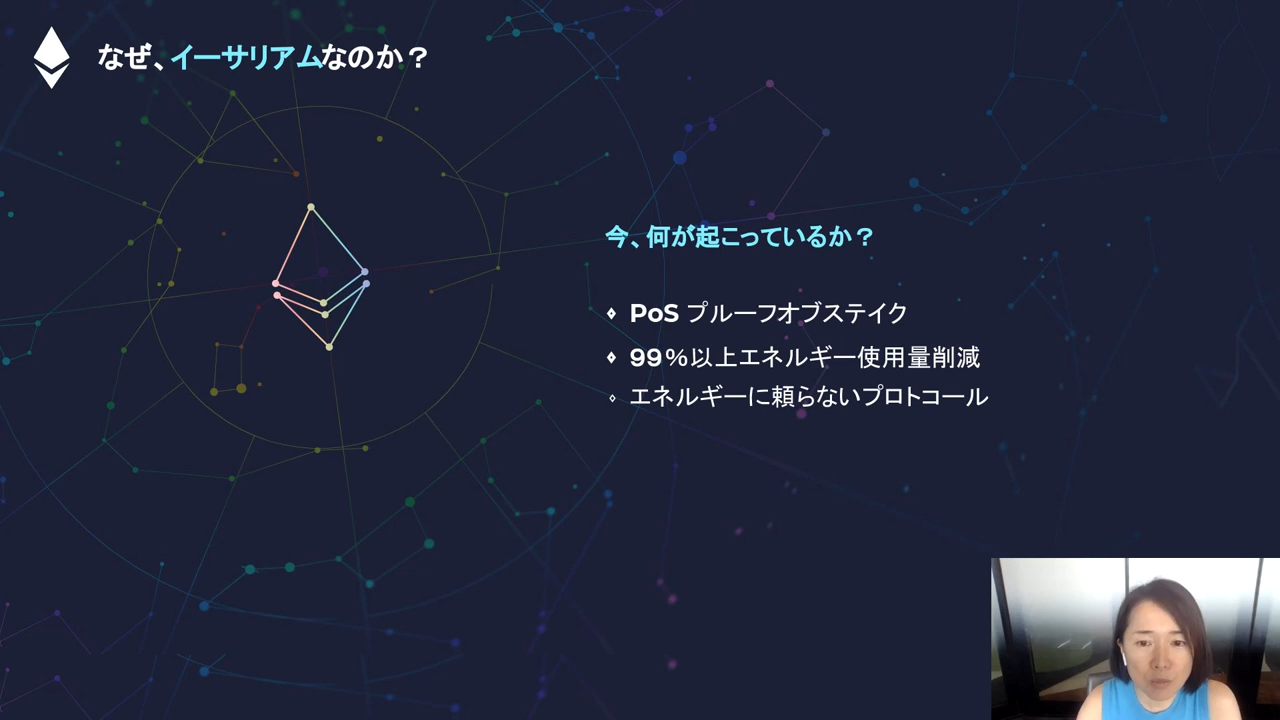 なぜ、イーサリアムなのか？
今、何が起こっているか？
PoS プルーフオブステイク
99%以上エネルギー使用量削減
エネルギーに頼らないプロトコール